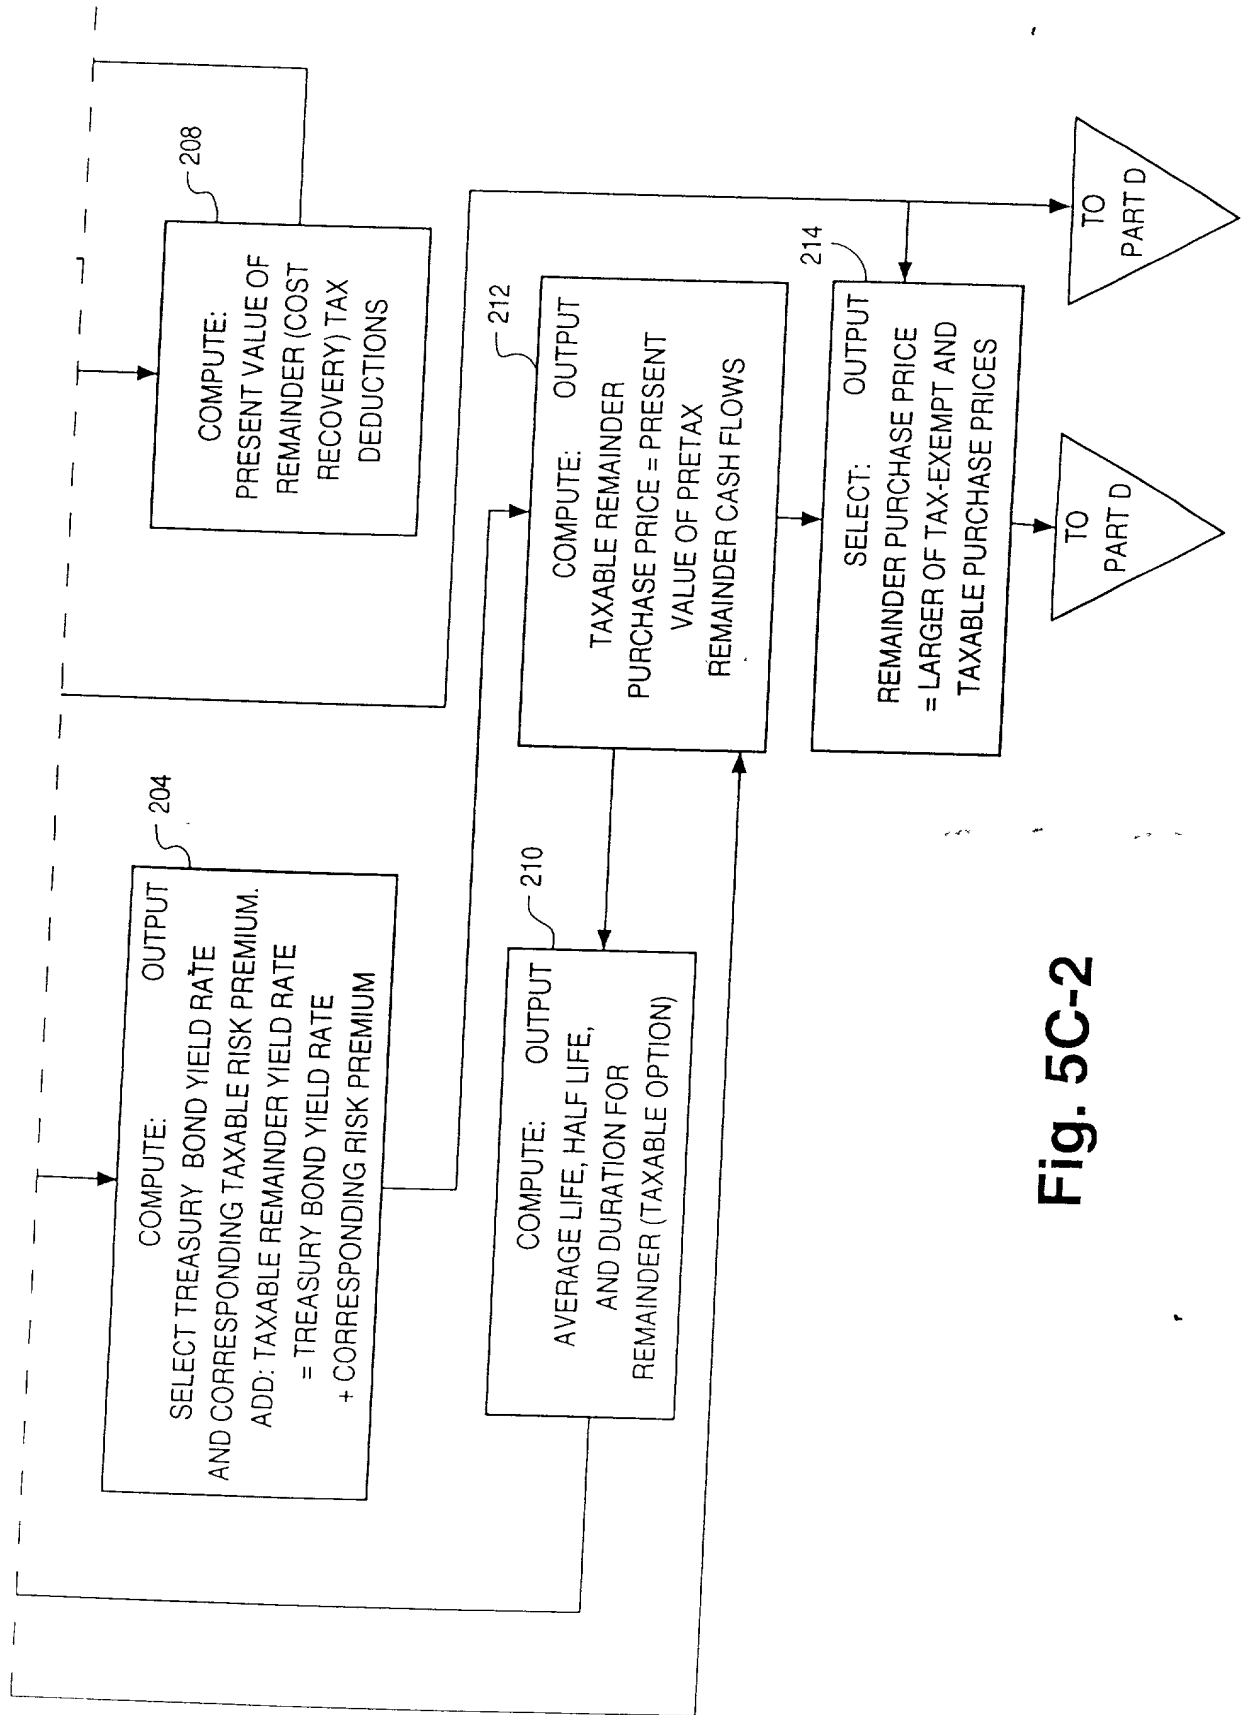 204
COMPUTE: OUTPUT
SELECT TREASURY BOND YIELD RATE
AND CORRESPONDING TAXABLE RISK PREMIUM.
ADD: TAXABLE REMAINDER YIELD RATE
= TREASURY BOND YIELD RATE
+ CORRESPONDING RISK PREMIUM
208
COMPUTE:
PRESENT VALUE OF
REMAINDER (COST
RECOVERY) TAX
DEDUCTIONS
210
COMPUTE: OUTPUT
AVERAGE LIFE, HALF LIFE,
AND DURATION FOR
REMAINDER (TAXABLE OPTION)
212
COMPUTE: OUTPUT
TAXABLE REMAINDER
PURCHASE PRICE = PRESENT
VALUE OF PRETAX
REMAINDER CASH FLOWS
214
SELECT: OUTPUT
REMAINDER PURCHASE PRICE
= LARGER OF TAX-EXEMPT AND
TAXABLE PURCHASE PRICES
TO
PART D
TO
PART D
Fig. 5C-2